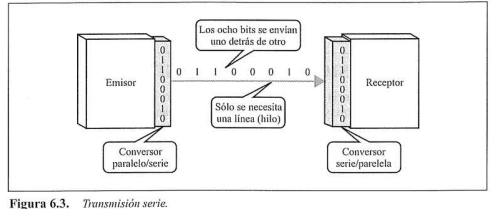 Los ocho bits se envían
uno detrás de otro
0 1 1 0 0 0 1 0
Emisor
0
1
1
0
0
0
1
0
Sólo se necesita
una línea (hilo)
0
1
1
0
0
0
1
0
Receptor
Conversor
paralelo/serie
Conversor
serie/parelela
Figura 6.3. Transmisión serie.